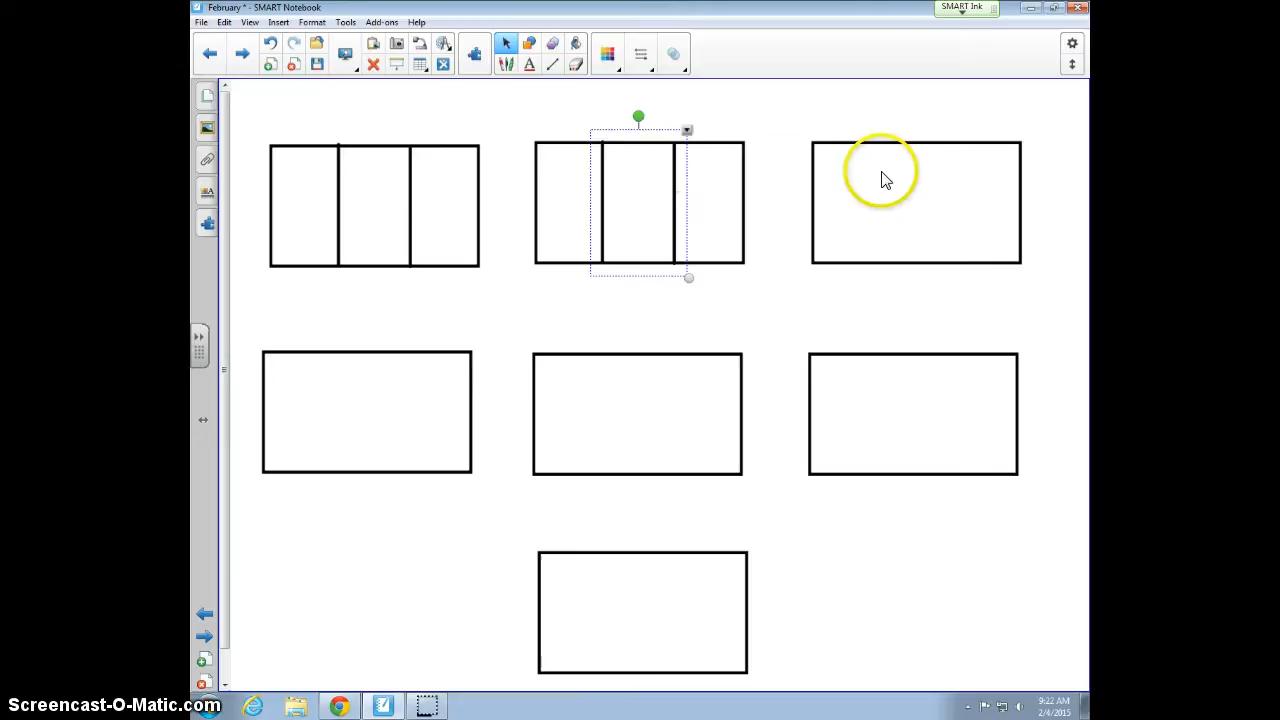 February * - SMART Notebook
SMART Ink
File Edit View Insert Format Tools Add-ons Help
A
Screencast-O-Matic.com
9:22 AM
2/4/2015